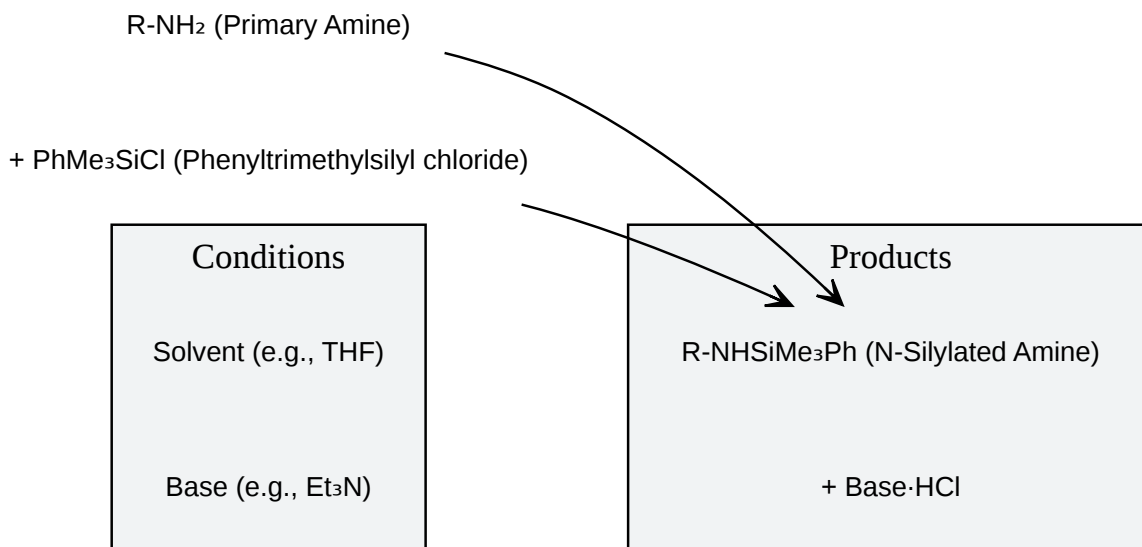 R-NH₂ (Primary Amine)
+ PhMe₃SiCl (Phenyltrimethylsilyl chloride)
Conditions
Solvent (e.g., THF)
Base (e.g., Et₃N)
Products
R-NHSiMe₃Ph (N-Silylated Amine)
+ Base·HCl